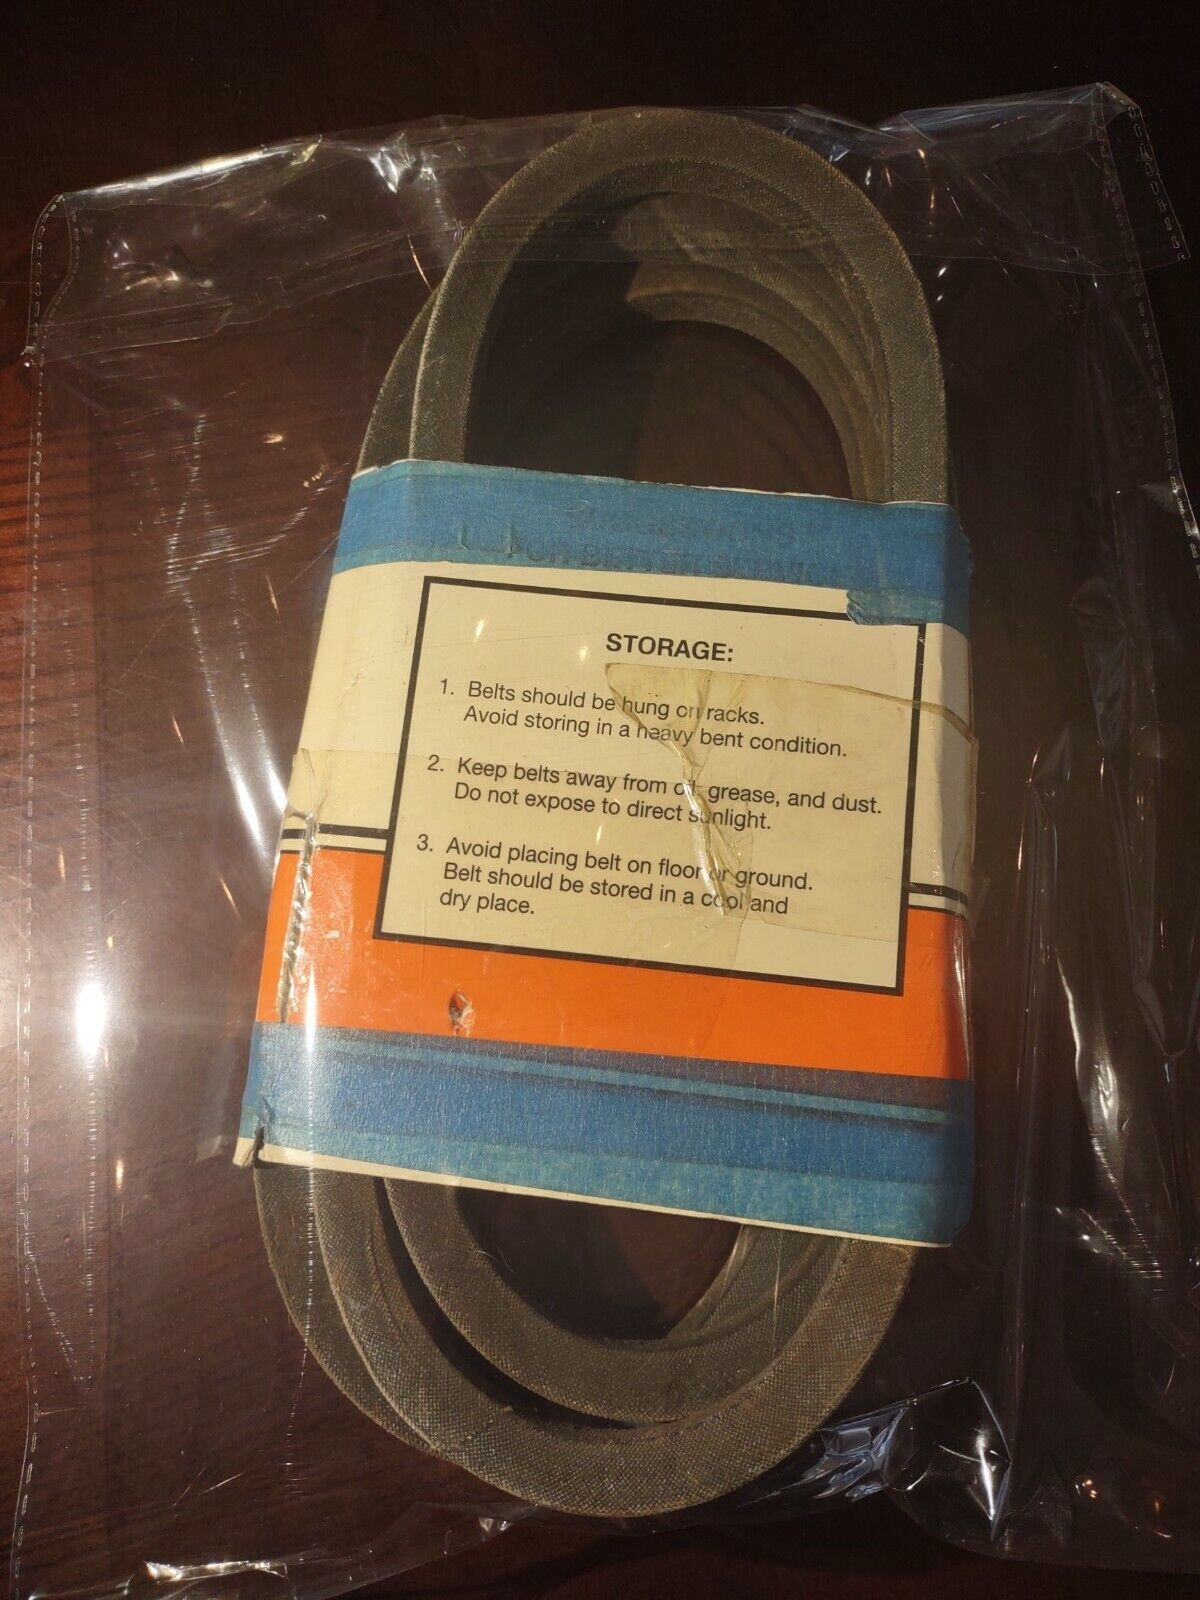 STORAGE:
1. Belts should be hung on racks.
Avoid storing in a heavy bent condition.
2. Keep belts away from oil, grease, and dust.
Do not expose to direct sunlight.
3. Avoid placing belt on floor or ground.
Belt should be stored in a cool and
dry place.